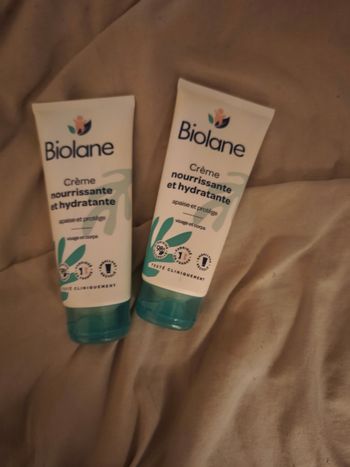 Biolane
Crème
nourrissante
et hydratante
apaise et protège
visage et corps
TESTÉ CLINIQUEMENT
Biolane
Crème
nourrissante
et hydratante
apaise et protège
visage et corps
TESTÉ CLINIQUEMENT